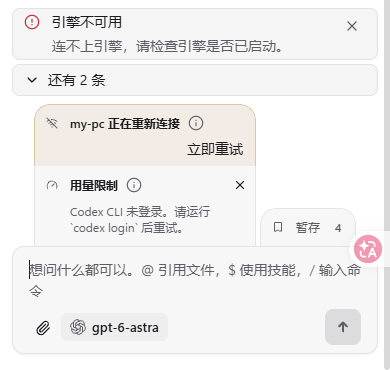 引擎不可用
连不上引擎，请检查引擎是否已启动。
还有 2 条
my-pc 正在重新连接
立即重试
用量限制
Codex CLI 未登录。请运行
`codex login` 后重试。
暂存 4
想问什么都可以。@ 引用文件，$ 使用技能，/ 输入命
令
gpt-6-astra